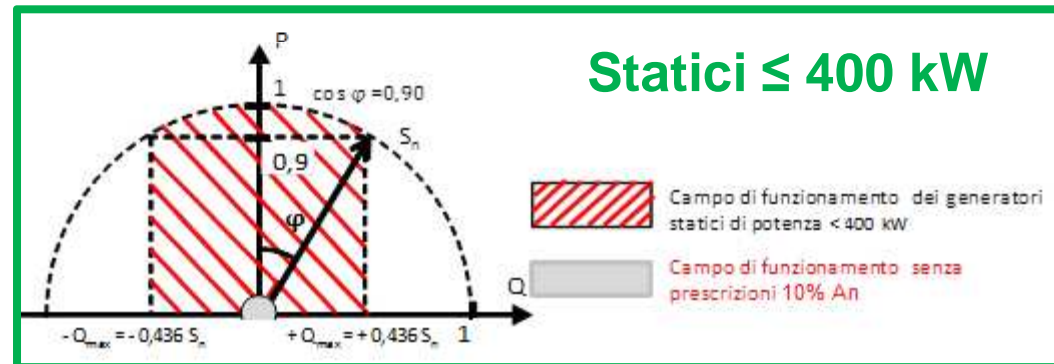 P
Statici ≤ 400 kW
1
cos φ =0,90
Sn
0,9
φ
Campo di funzionamento dei generatori
statici di potenza < 400 kW
Campo di funzionamento senza
prescrizioni 10% An
Q
-Qmax=-0,436 Sn
+Qmax=+0,436 Sn
1